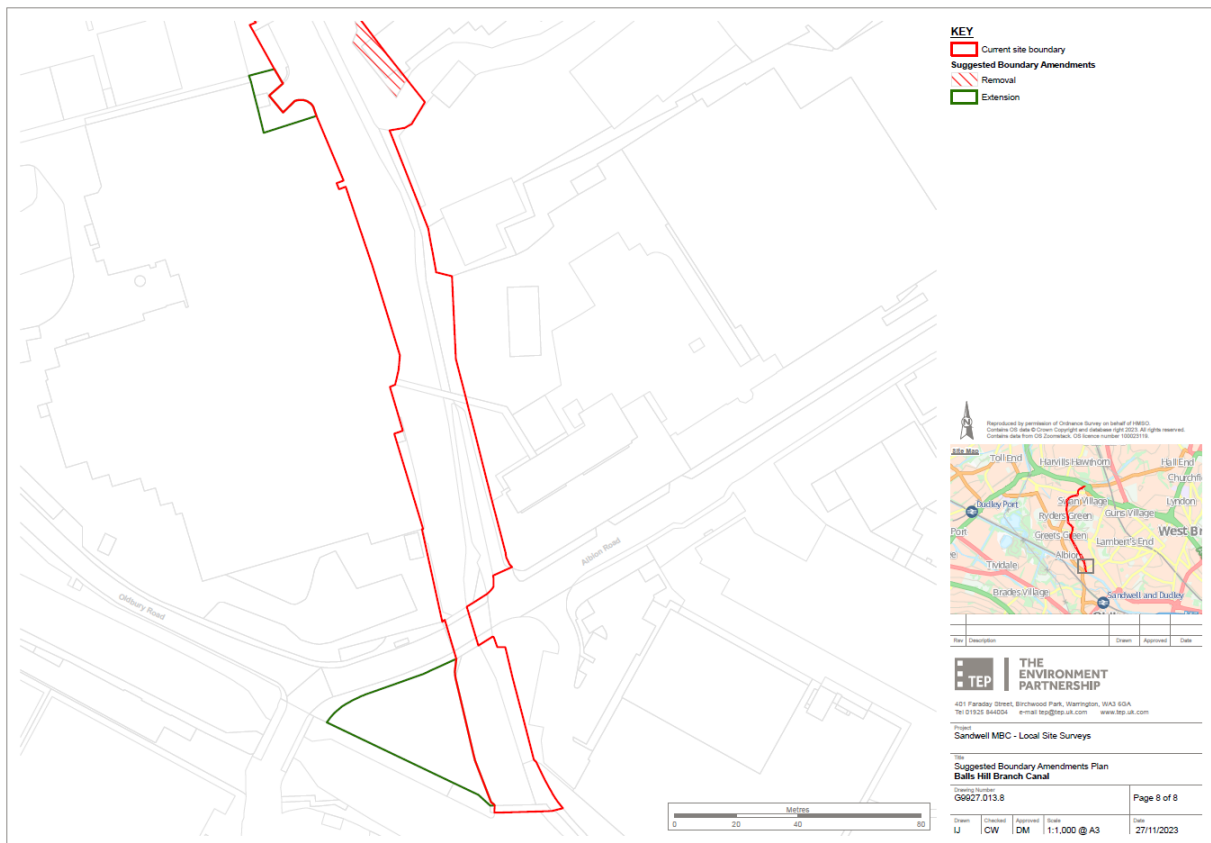 KEY
Current site boundary
Suggested Boundary Amendments
Removal
Extension
Albion Road
Oldbury Road
N
Reproduced by permission of Ordnance Survey on behalf of HMSO.
Contains OS data © Crown Copyright and database right 2023. All rights reserved.
Contains data from OS Zoomstack, OS licence number 100023119.
Site Map
Toll End
Harvills Hawthorn
Hall End
Churchfi
Dudley Port
Swan Village
Lyndon
Ryders Green
Guns Village
Port
Greets Green
West Br
Lambert's End
Albion
Tividale
Brades Village
Sandwell and Dudley
Rev Description Drawn Approved Date
TEP
THE
ENVIRONMENT
PARTNERSHIP
401 Faraday Street, Birchwood Park, Warrington, WA3 6GA
Tel 01925 844004 e-mail tep@tep.uk.com www.tep.uk.com
Project
Sandwell MBC - Local Site Surveys
Title
Suggested Boundary Amendments Plan
Balls Hill Branch Canal
Drawing Number
G9927.013.8
Page 8 of 8
Drawn Checked Approved Scale Date
IJ CW DM 1:1,000 @ A3 27/11/2023
Metres
0 20 40 80